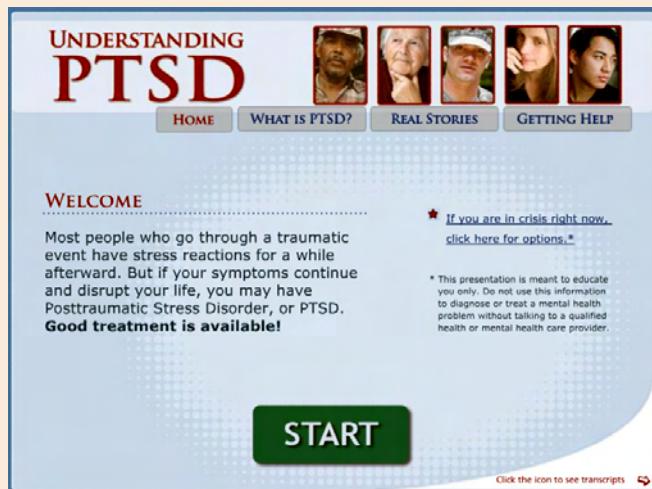 UNDERSTANDING
PTSD
HOME
WHAT IS PTSD?
REAL STORIES
GETTING HELP
WELCOME
Most people who go through a traumatic
event have stress reactions for a while
afterward. But if your symptoms continue
and disrupt your life, you may have
Posttraumatic Stress Disorder, or PTSD.
Good treatment is available!
If you are in crisis right now,
click here for options.*
* This presentation is meant to educate
you only. Do not use this information
to diagnose or treat a mental health
problem without talking to a qualified
health or mental health care provider.
START
Click the icon to see transcripts